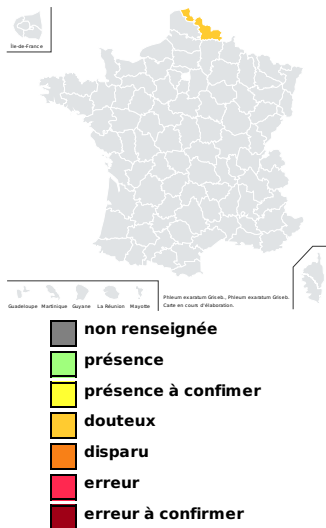 Île-de-France
Guadeloupe Martinique Guyane La Réunion Mayotte
Phleum exaratum Griseb., Phleum exaratum Griseb.
Carte en cours d'élaboration.
non renseignée
présence
présence à confimer
douteux
disparu
erreur
erreur à confirmer